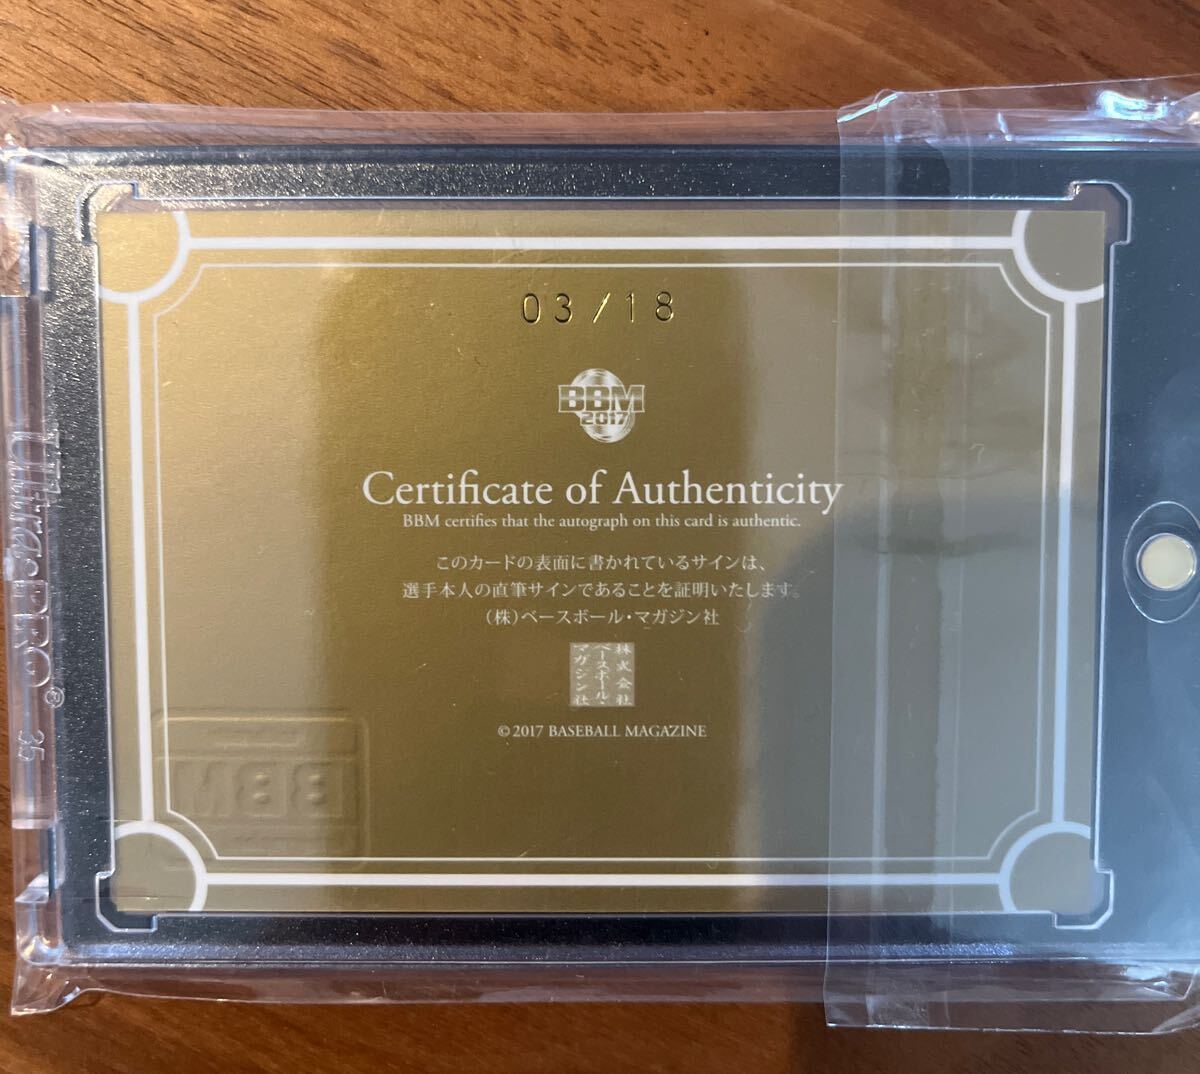 03/18
BBM
2017
Certificate of Authenticity
BBM certifies that the autograph on this card is authentic.
このカードの表面に書かれているサインは、
選手本人の直筆サインであることを証明いたします。
（株）ベースボール・マガジン社
株式会社
ベースボール・
マガジン社
© 2017 BASEBALL MAGAZINE
BBM
Ultra PRO® 35